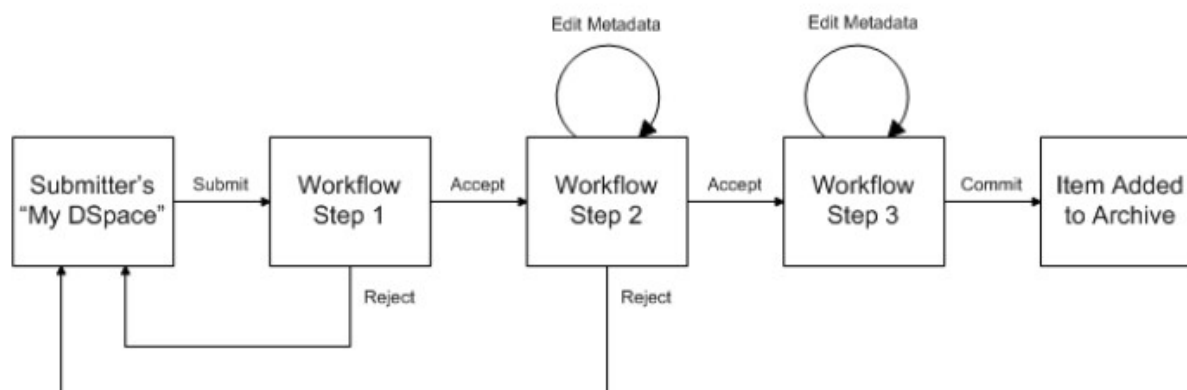 Edit Metadata
Edit Metadata
Submitter's
“My DSpace”
Submit
Workflow
Step 1
Accept
Workflow
Step 2
Accept
Workflow
Step 3
Commit
Item Added
to Archive
Reject
Reject